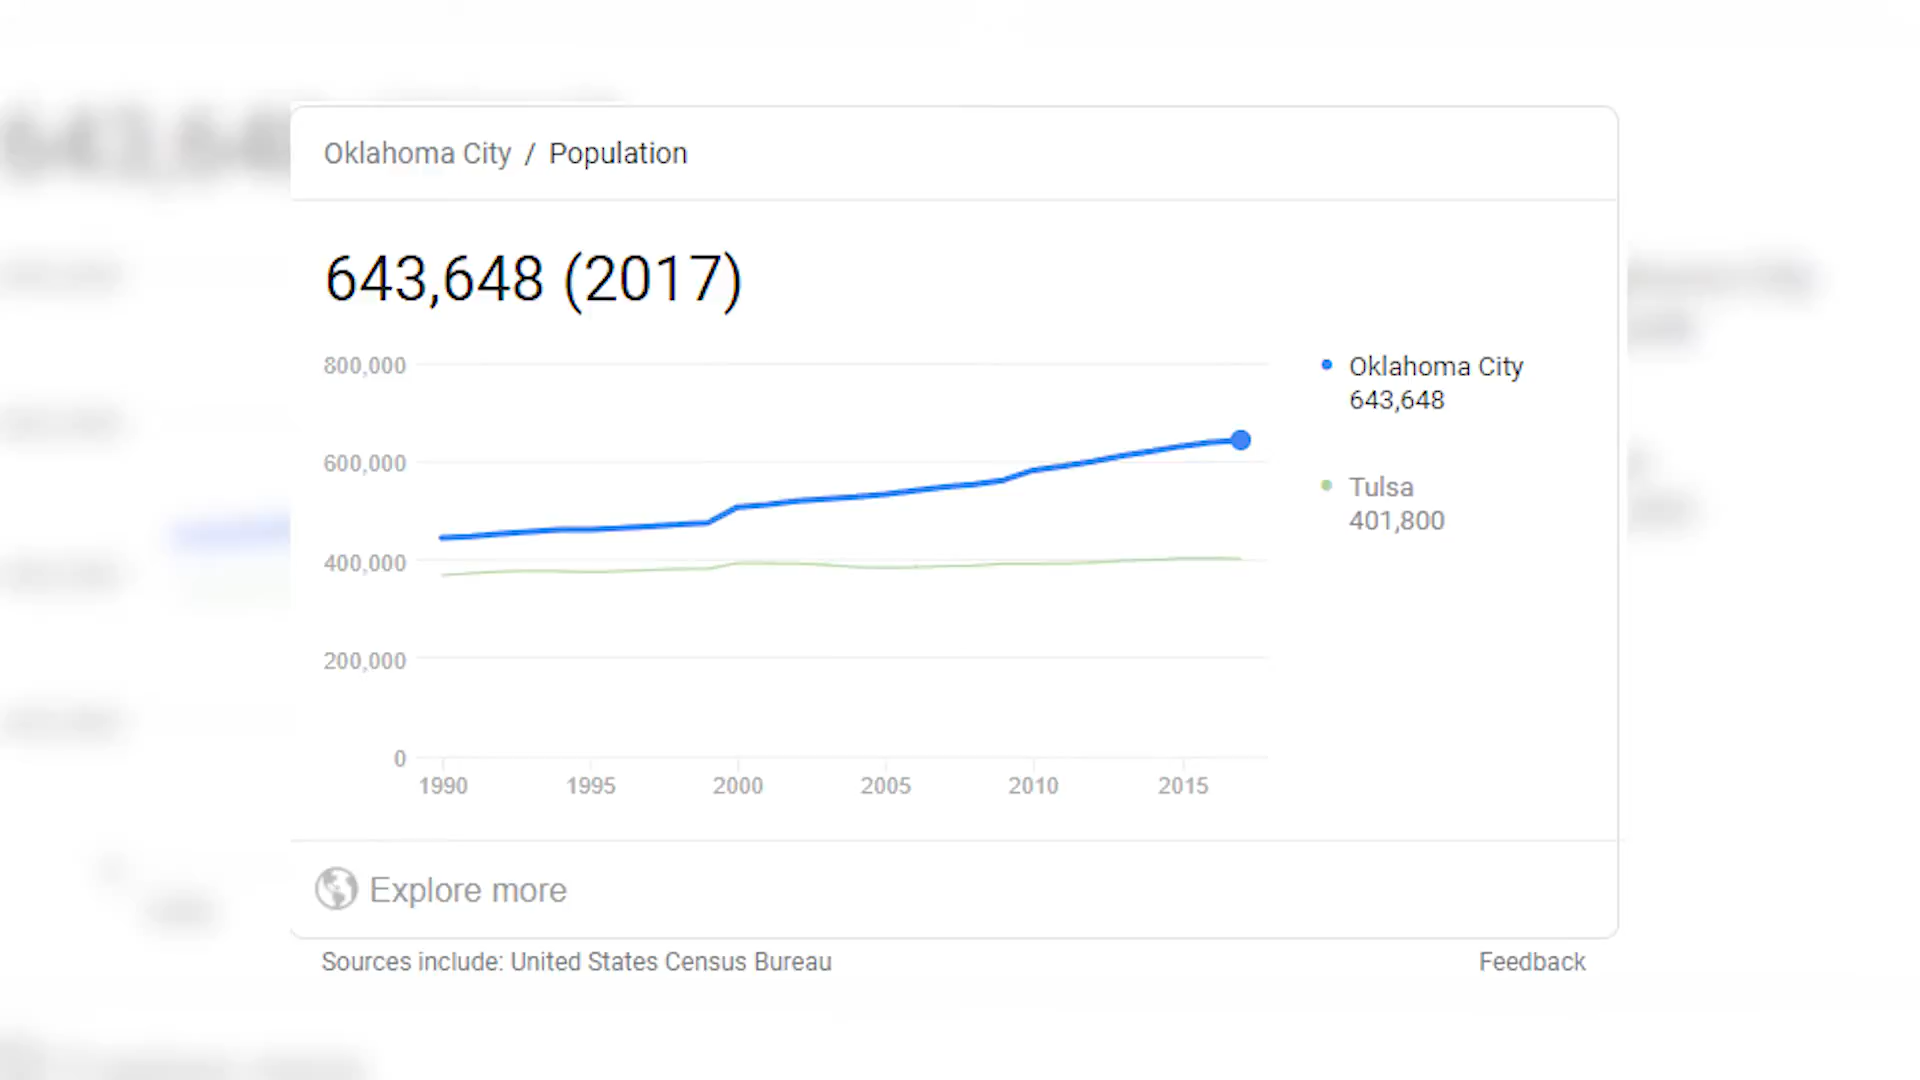 Oklahoma City / Population
643,648 (2017)
800,000
600,000
400,000
200,000
0
1990 1995 2000 2005 2010 2015
Oklahoma City
643,648
Tulsa
401,800
Explore more
Sources include: United States Census Bureau
Feedback